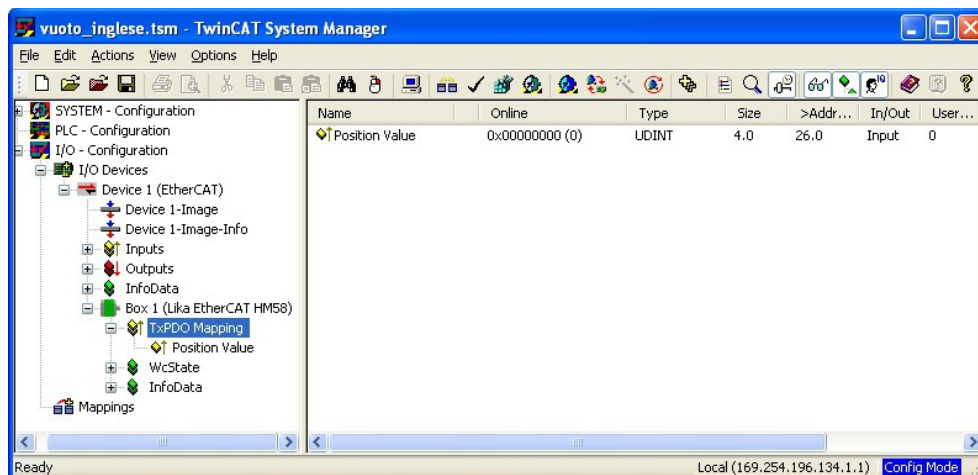 vuoto_inglese.tsm - TwinCAT System Manager
File Edit Actions View Options Help
SYSTEM - Configuration
PLC - Configuration
I/O - Configuration
I/O Devices
Device 1 (EtherCAT)
Device 1-Image
Device 1-Image-Info
Inputs
Outputs
InfoData
Box 1 (Lika EtherCAT HM58)
TxPDO Mapping
Position Value
WcState
InfoData
Mappings
Name Online Type Size >Addr... In/Out User...
Position Value 0x00000000 (0) UDINT 4.0 26.0 Input 0
Ready Local (169.254.196.134.1.1) Config Mode